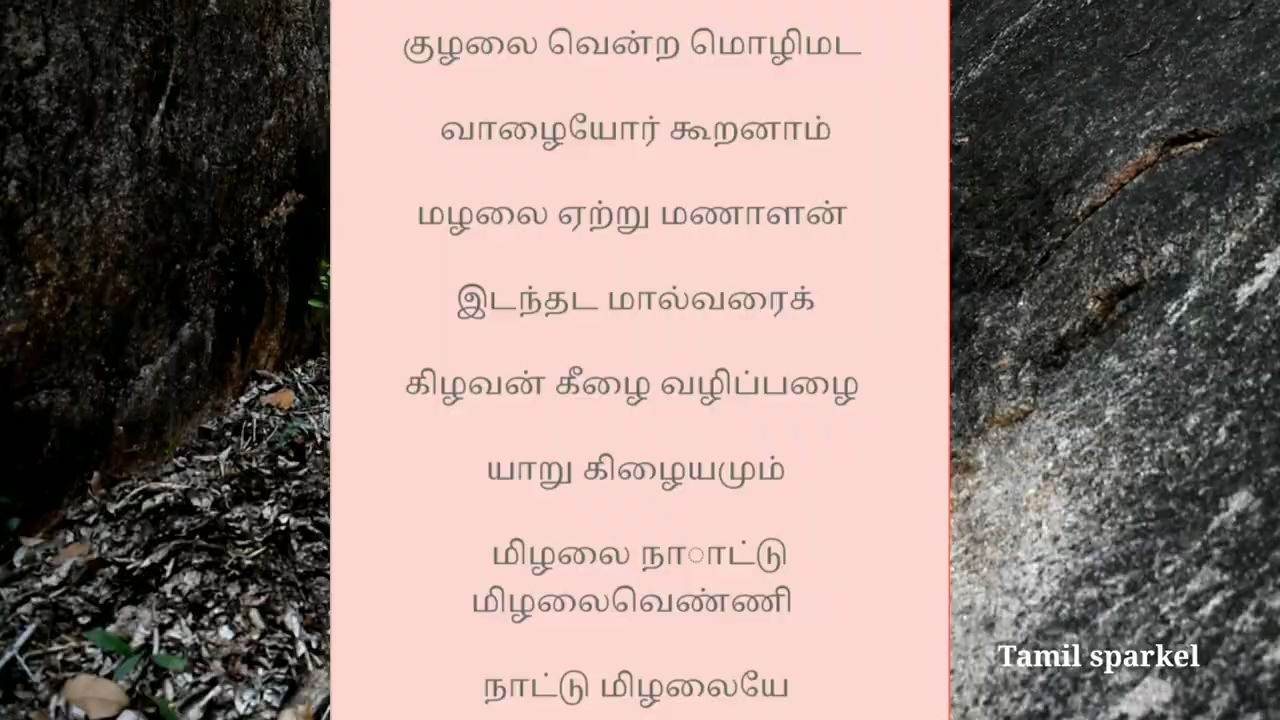 குழலை வென்ற மொழிமட
வாழையோர் கூறனாம்
மழலை ஏற்று மணாளன்
இடந்தட மால்வரைக்
கிழவன் கீழை வழிப்பழை
யாறு கிழையமும்
மிழலை நாாட்டு
மிழலைவெண்ணி
நாட்டு மிழலையே
Tamil sparkel